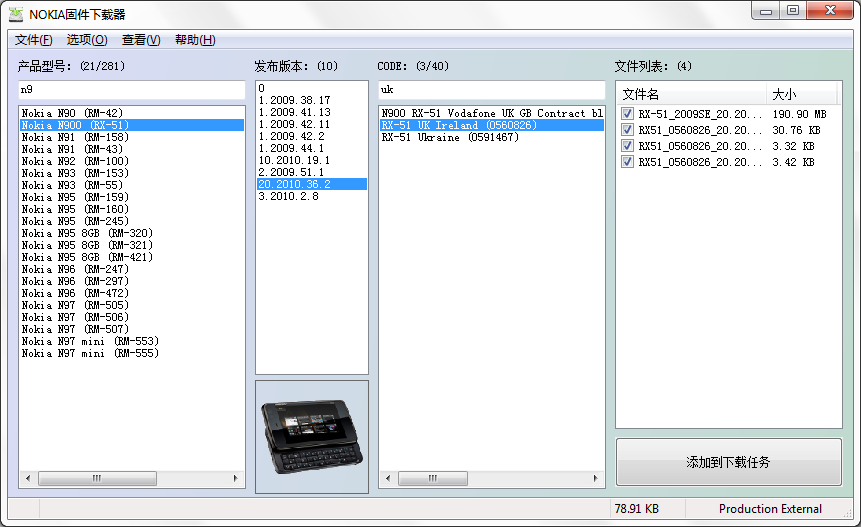 NOKIA固件下载器
文件(F) 选项(O) 查看(V) 帮助(H)
产品型号: (21/281)
n9
Nokia N90 (RM-42)
Nokia N900 (RX-51)
Nokia N91 (RM-158)
Nokia N91 (RM-43)
Nokia N92 (RM-100)
Nokia N93 (RM-153)
Nokia N93 (RM-55)
Nokia N95 (RM-159)
Nokia N95 (RM-160)
Nokia N95 (RM-245)
Nokia N95 8GB (RM-320)
Nokia N95 8GB (RM-321)
Nokia N95 8GB (RM-421)
Nokia N96 (RM-247)
Nokia N96 (RM-297)
Nokia N96 (RM-472)
Nokia N97 (RM-505)
Nokia N97 (RM-506)
Nokia N97 (RM-507)
Nokia N97 mini (RM-553)
Nokia N97 mini (RM-555)
发布版本: (10)
0
1.2009.38.17
1.2009.41.13
1.2009.42.11
1.2009.42.2
1.2009.44.1
10.2010.19.1
2.2009.51.1
20.2010.36.2
3.2010.2.8
CODE: (3/40)
uk
N900 RX-51 Vodafone UK GB Contract bl
RX-51 UK Ireland (0560826)
RX-51 Ukraine (0591467)
文件列表: (4)
文件名 大小
RX-51_2009SE_20.20... 190.90 MB
RX51_0560826_20.20... 30.76 KB
RX51_0560826_20.20... 3.32 KB
RX51_0560826_20.20... 3.42 KB
添加到下载任务
78.91 KB Production External